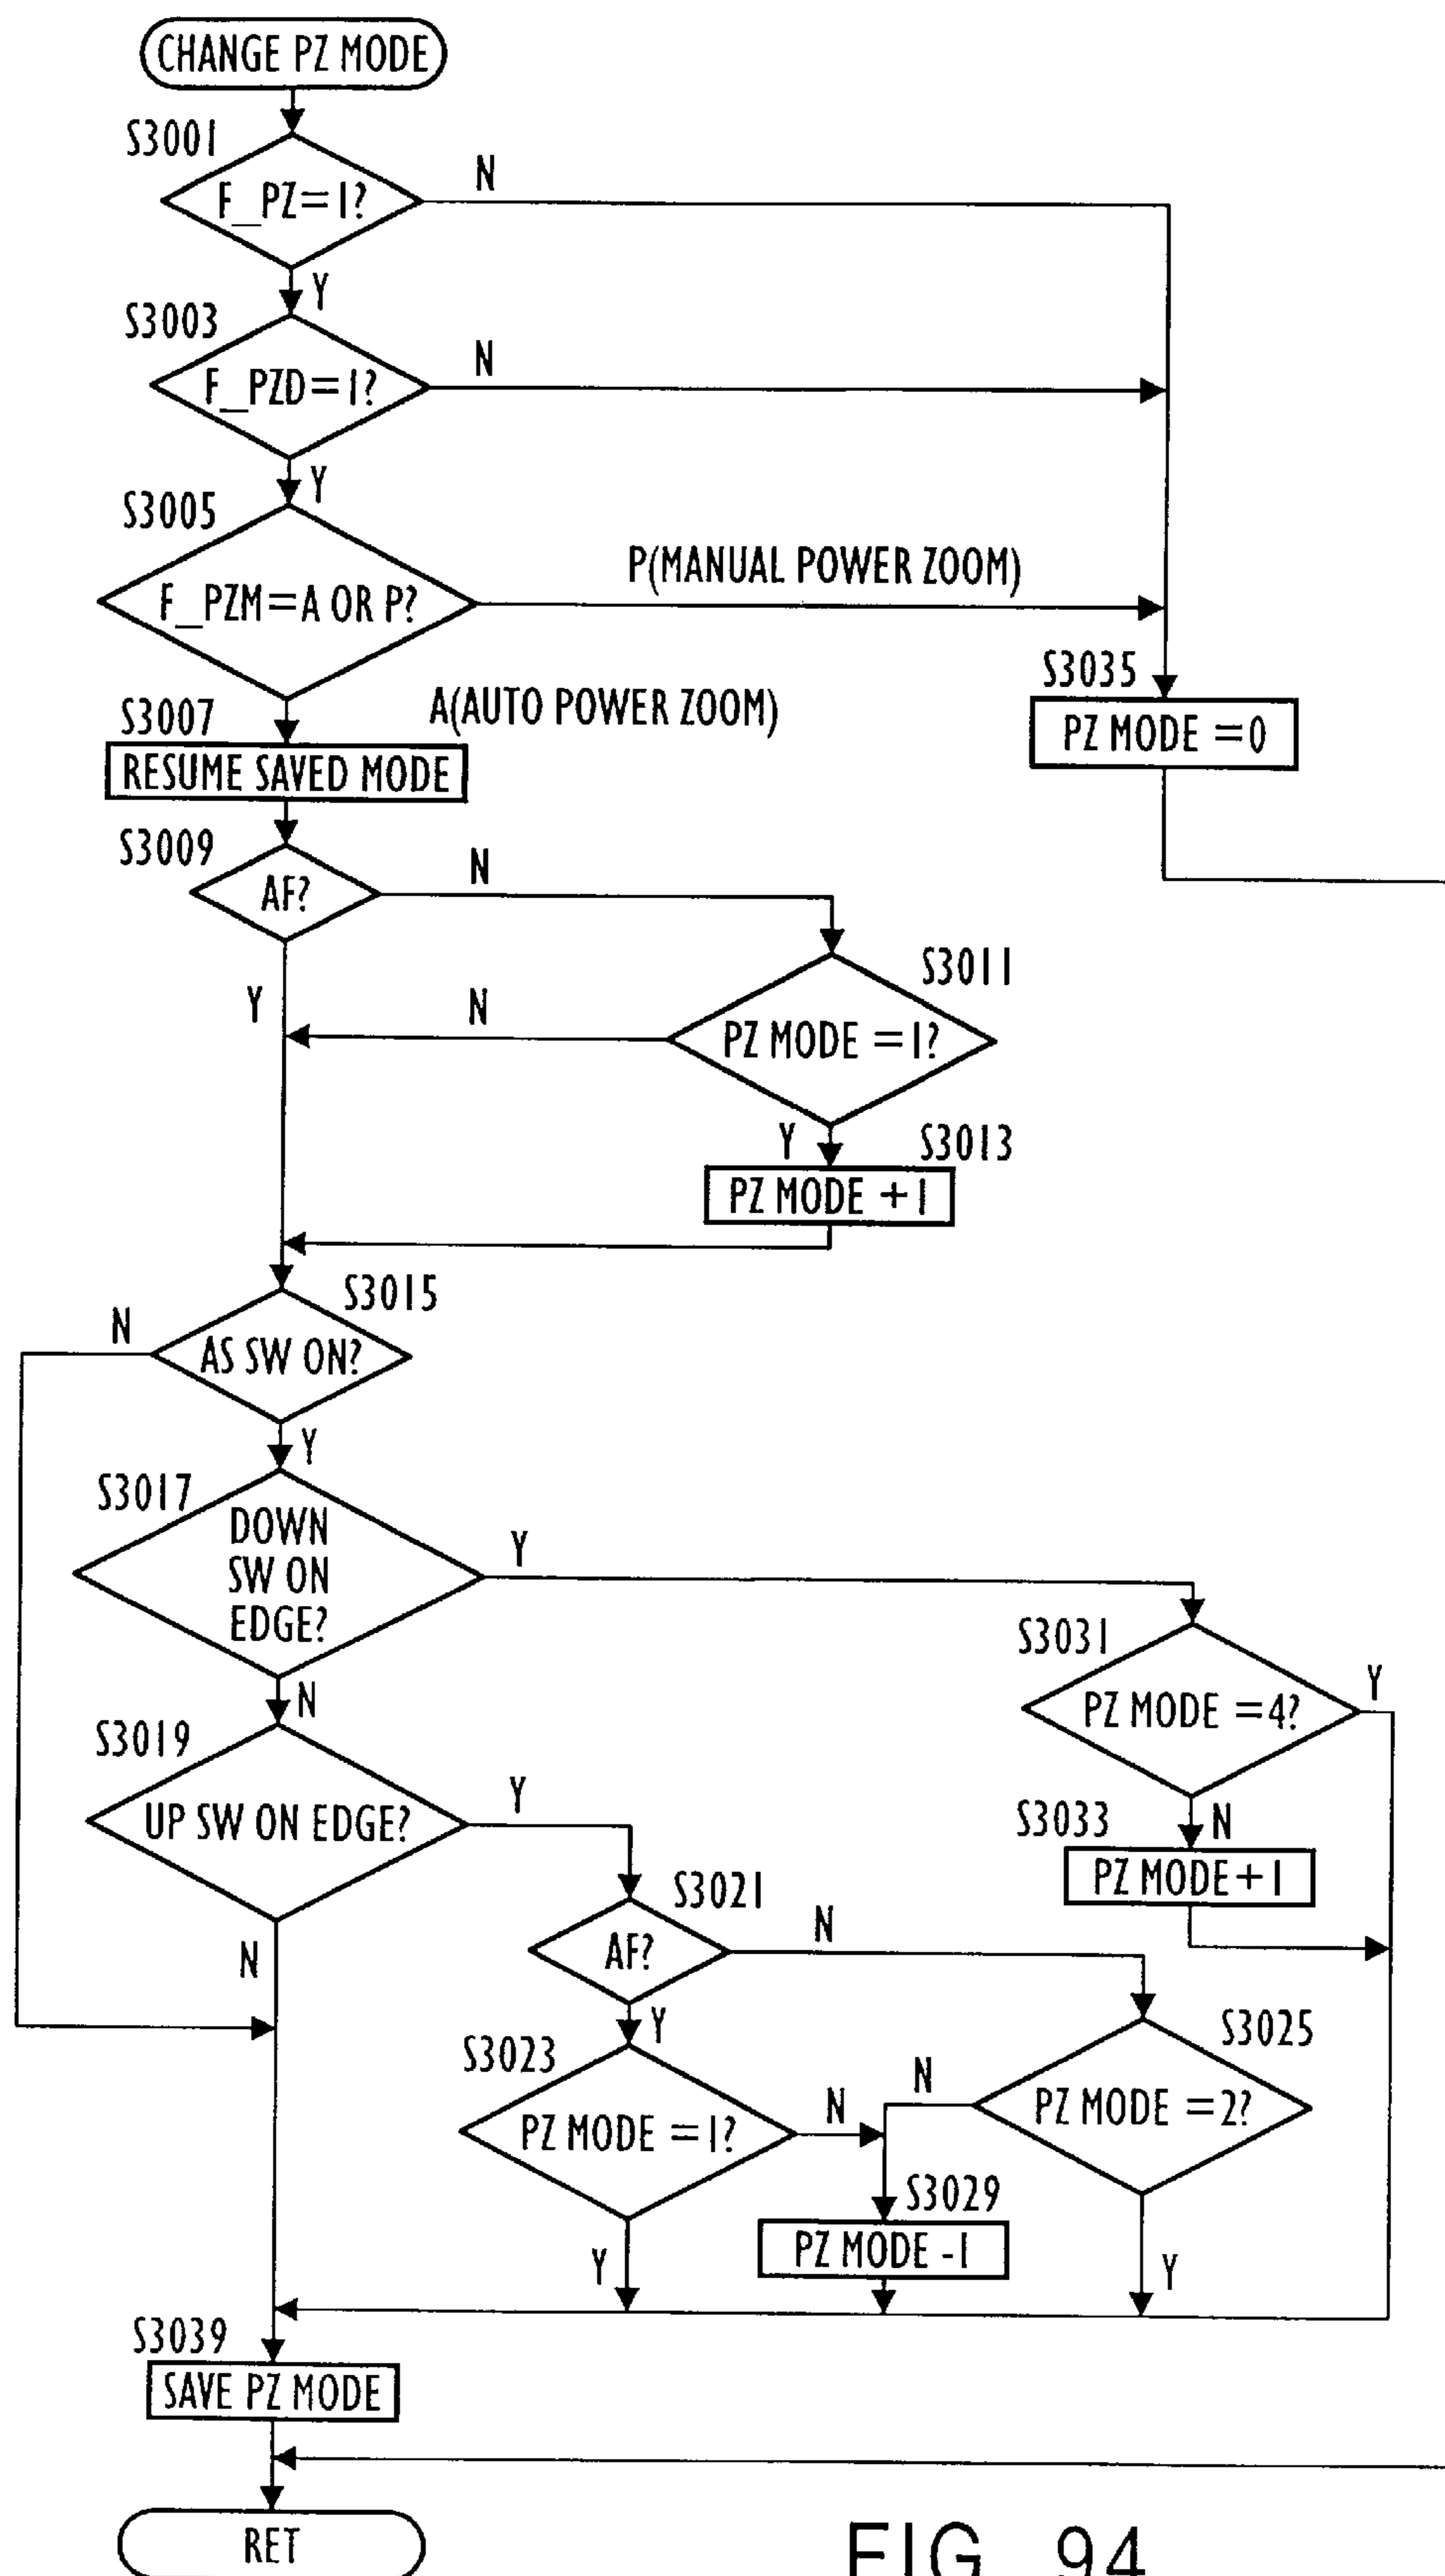 CHANGE PZ MODE
S3001
F_PZ=1?
N
Y
S3003
F_PZD=1?
N
Y
S3005
F_PZM=A OR P?
P(MANUAL POWER ZOOM)
A(AUTO POWER ZOOM)
S3035
PZ MODE =0
S3007
RESUME SAVED MODE
S3009
AF?
N
Y
S3011
PZ MODE =1?
N
Y
S3013
PZ MODE +1
S3015
AS SW ON?
N
Y
S3017
DOWN
SW ON
EDGE?
Y
N
S3031
PZ MODE =4?
Y
N
S3033
PZ MODE+1
S3019
UP SW ON EDGE?
Y
N
S3021
AF?
N
Y
S3023
PZ MODE =1?
N
Y
S3025
PZ MODE =2?
N
Y
S3029
PZ MODE -1
S3039
SAVE PZ MODE
RET
FIG. 94